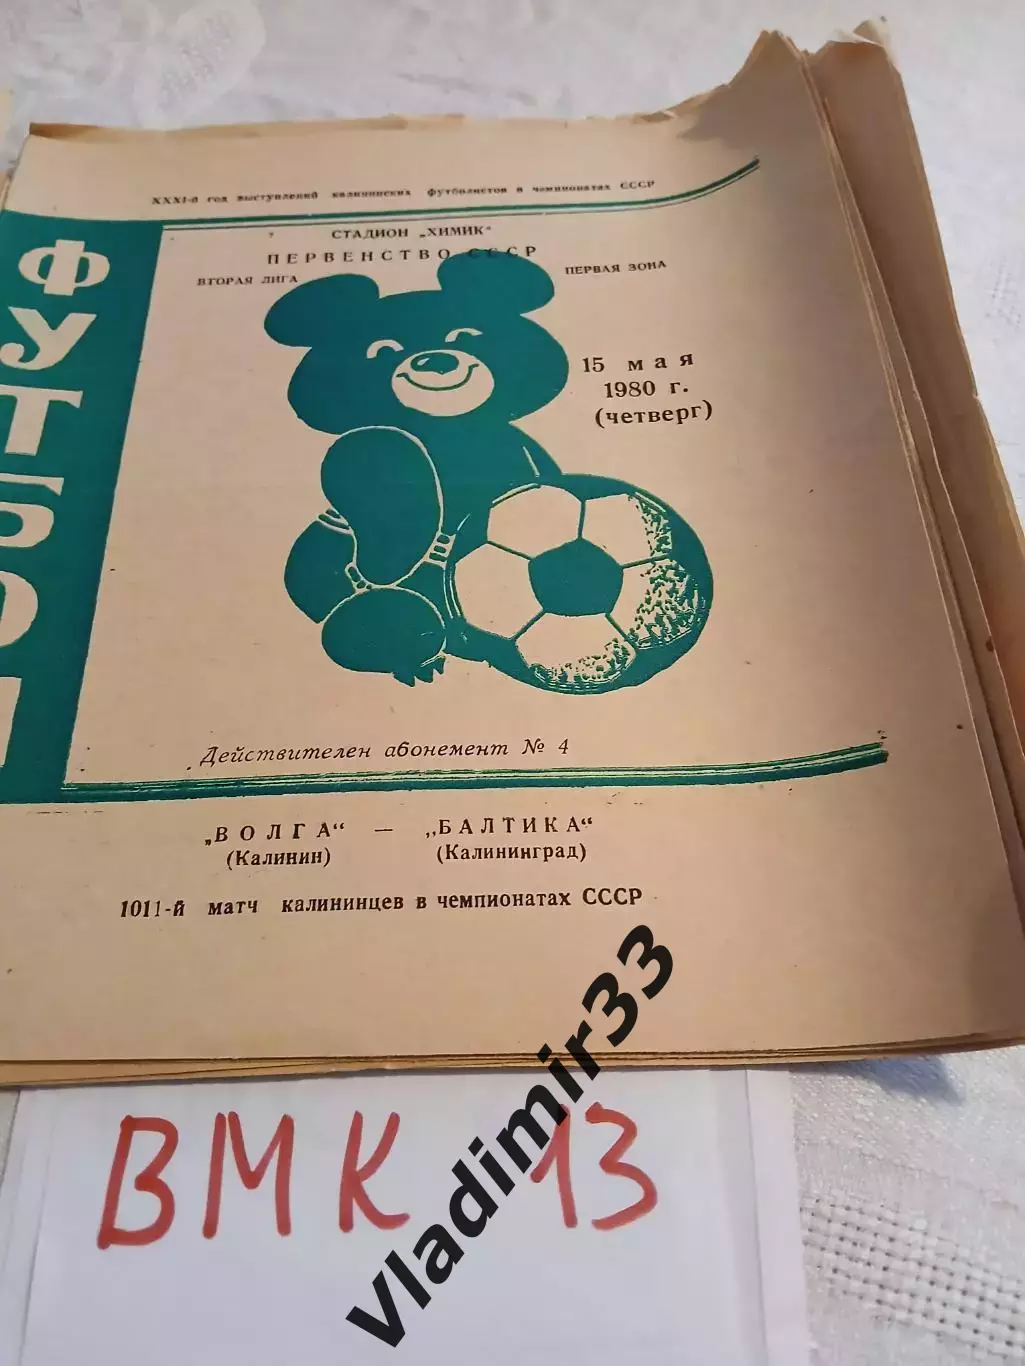 XXXI-й год выступлений калининских футболистов в чемпионатах СССР
ФУТБОЛ
СТАДИОН „ХИМИК“
ПЕРВЕНСТВО СССР
ВТОРАЯ ЛИГА ПЕРВАЯ ЗОНА
15 мая
1980 г.
(четверг)
Действителен абонемент № 4
„ВОЛГА“ — „БАЛТИКА“
(Калинин) (Калининград)
1011-й матч калининцев в чемпионатах СССР
ВМК 13
Vladimir33